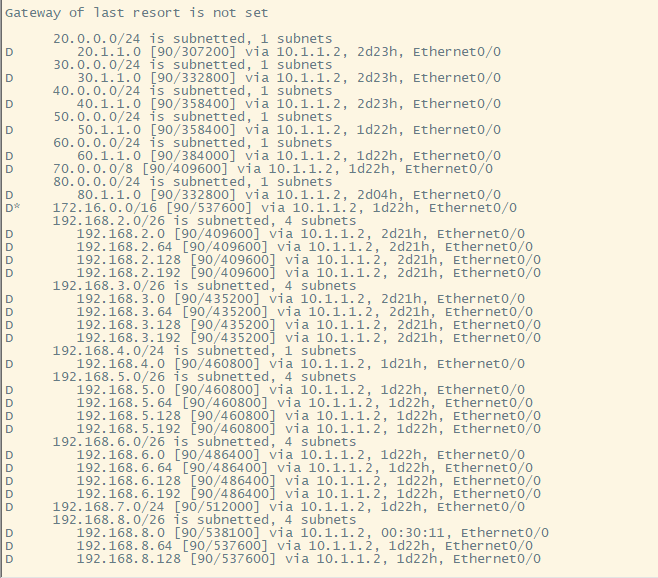 Gateway of last resort is not set
20.0.0.0/24 is subnetted, 1 subnets
D 20.1.1.0 [90/307200] via 10.1.1.2, 2d23h, Ethernet0/0
30.0.0.0/24 is subnetted, 1 subnets
D 30.1.1.0 [90/332800] via 10.1.1.2, 2d23h, Ethernet0/0
40.0.0.0/24 is subnetted, 1 subnets
D 40.1.1.0 [90/358400] via 10.1.1.2, 2d23h, Ethernet0/0
50.0.0.0/24 is subnetted, 1 subnets
D 50.1.1.0 [90/358400] via 10.1.1.2, 1d22h, Ethernet0/0
60.0.0.0/24 is subnetted, 1 subnets
D 60.1.1.0 [90/384000] via 10.1.1.2, 1d22h, Ethernet0/0
D 70.0.0.0/8 [90/409600] via 10.1.1.2, 1d22h, Ethernet0/0
80.0.0.0/24 is subnetted, 1 subnets
D 80.1.1.0 [90/332800] via 10.1.1.2, 2d04h, Ethernet0/0
D* 172.16.0.0/16 [90/537600] via 10.1.1.2, 1d22h, Ethernet0/0
192.168.2.0/26 is subnetted, 4 subnets
D 192.168.2.0 [90/409600] via 10.1.1.2, 2d21h, Ethernet0/0
D 192.168.2.64 [90/409600] via 10.1.1.2, 2d21h, Ethernet0/0
D 192.168.2.128 [90/409600] via 10.1.1.2, 2d21h, Ethernet0/0
D 192.168.2.192 [90/409600] via 10.1.1.2, 2d21h, Ethernet0/0
192.168.3.0/26 is subnetted, 4 subnets
D 192.168.3.0 [90/435200] via 10.1.1.2, 2d21h, Ethernet0/0
D 192.168.3.64 [90/435200] via 10.1.1.2, 2d21h, Ethernet0/0
D 192.168.3.128 [90/435200] via 10.1.1.2, 2d21h, Ethernet0/0
D 192.168.3.192 [90/435200] via 10.1.1.2, 2d21h, Ethernet0/0
192.168.4.0/24 is subnetted, 1 subnets
D 192.168.4.0 [90/460800] via 10.1.1.2, 1d21h, Ethernet0/0
192.168.5.0/26 is subnetted, 4 subnets
D 192.168.5.0 [90/460800] via 10.1.1.2, 1d22h, Ethernet0/0
D 192.168.5.64 [90/460800] via 10.1.1.2, 1d22h, Ethernet0/0
D 192.168.5.128 [90/460800] via 10.1.1.2, 1d22h, Ethernet0/0
D 192.168.5.192 [90/460800] via 10.1.1.2, 1d22h, Ethernet0/0
192.168.6.0/26 is subnetted, 4 subnets
D 192.168.6.0 [90/486400] via 10.1.1.2, 1d22h, Ethernet0/0
D 192.168.6.64 [90/486400] via 10.1.1.2, 1d22h, Ethernet0/0
D 192.168.6.128 [90/486400] via 10.1.1.2, 1d22h, Ethernet0/0
D 192.168.6.192 [90/486400] via 10.1.1.2, 1d22h, Ethernet0/0
D 192.168.7.0/24 [90/512000] via 10.1.1.2, 1d22h, Ethernet0/0
192.168.8.0/26 is subnetted, 4 subnets
D 192.168.8.0 [90/538100] via 10.1.1.2, 00:30:11, Ethernet0/0
D 192.168.8.64 [90/537600] via 10.1.1.2, 1d22h, Ethernet0/0
D 192.168.8.128 [90/537600] via 10.1.1.2, 1d22h, Ethernet0/0